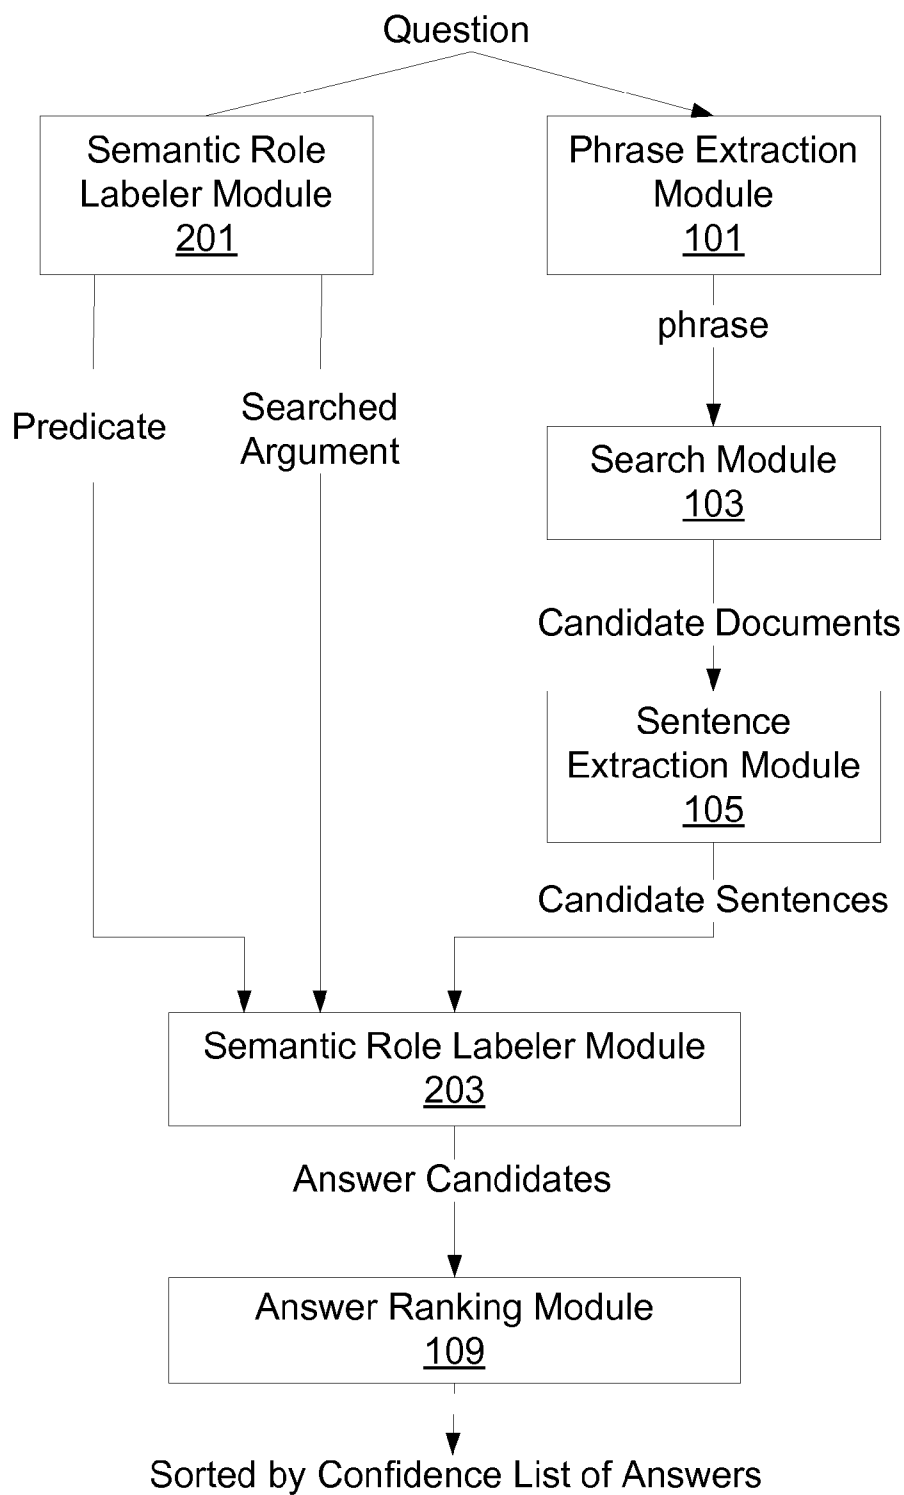 Question
Semantic Role
Labeler Module
201
Phrase Extraction
Module
101
phrase
Predicate
Searched
Argument
Search Module
103
Candidate Documents
Sentence
Extraction Module
105
Candidate Sentences
Semantic Role Labeler Module
203
Answer Candidates
Answer Ranking Module
109
Sorted by Confidence List of Answers